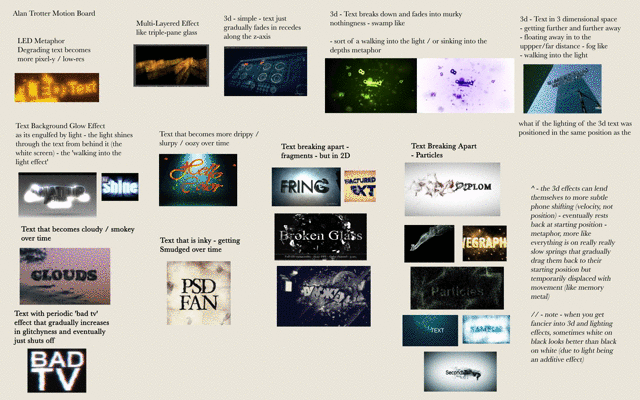 Alan Trotter Motion Board
LED Metaphor
Degrading text becomes
more pixel-y / low-res
Multi-Layered Effect
like triple-pane glass
3d - simple - text just
gradually fades in recedes
along the z-axis
3d - Text breaks down and fades into murky
nothingness - swamp like
- sort of a walking into the light / or sinking into the
depths metaphor
3d - Text in 3 dimensional space
- getting further and further away
- floating away in to the
uppper/far distance - fog like
- walking into the light
what if the lighting of the 3d text was
positioned in the same position as the
Text Background Glow Effect
as its engulfed by light - the light shines
through the text from behind it (the
white screen) - the 'walking into the
light effect'
Shine
Text that becomes more drippy /
slurpy / oozy over time
Text breaking apart -
fragments - but in 2D
FRING
TEXT
Broken Glass
Text Breaking Apart
- Particles
DIPLOM
VEGRAPH
Particles
TEXT
Text that becomes cloudy / smokey
over time
CLOUDS
Text that is inky - getting
Smudged over time
PSD
FAN
Text with periodic 'bad tv'
effect that gradually increases
in glitchyness and eventually
just shuts off
BAD
TV
^ - the 3d effects can lend
themselves to more subtle
phone shifting (velocity, not
position) - eventually rests
back at starting position -
metaphor, more like
everything is on really really
slow springs that gradually
drag them back to their
starting position but
temporarily displaced with
movement (like memory
metal)
// - note - when you get
fancier into 3d and lighting
effects, sometimes white on
black looks better than black
on white (due to light being
an additive effect)